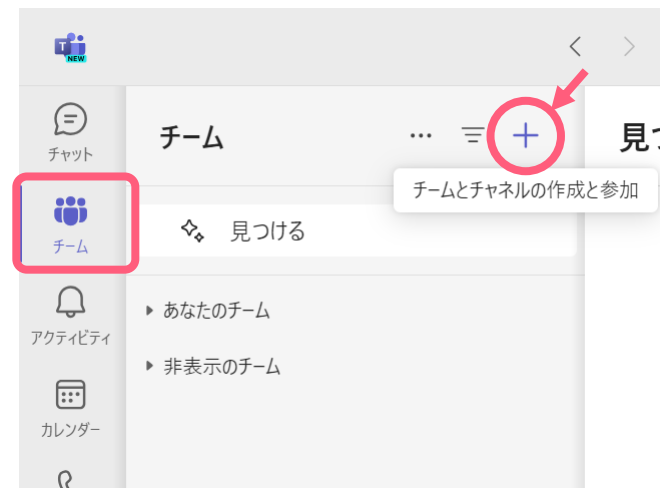 T
NEW
チャット
チーム
アクティビティ
カレンダー
チーム
チームとチャネルの作成と参加
見つける
あなたのチーム
非表示のチーム
見